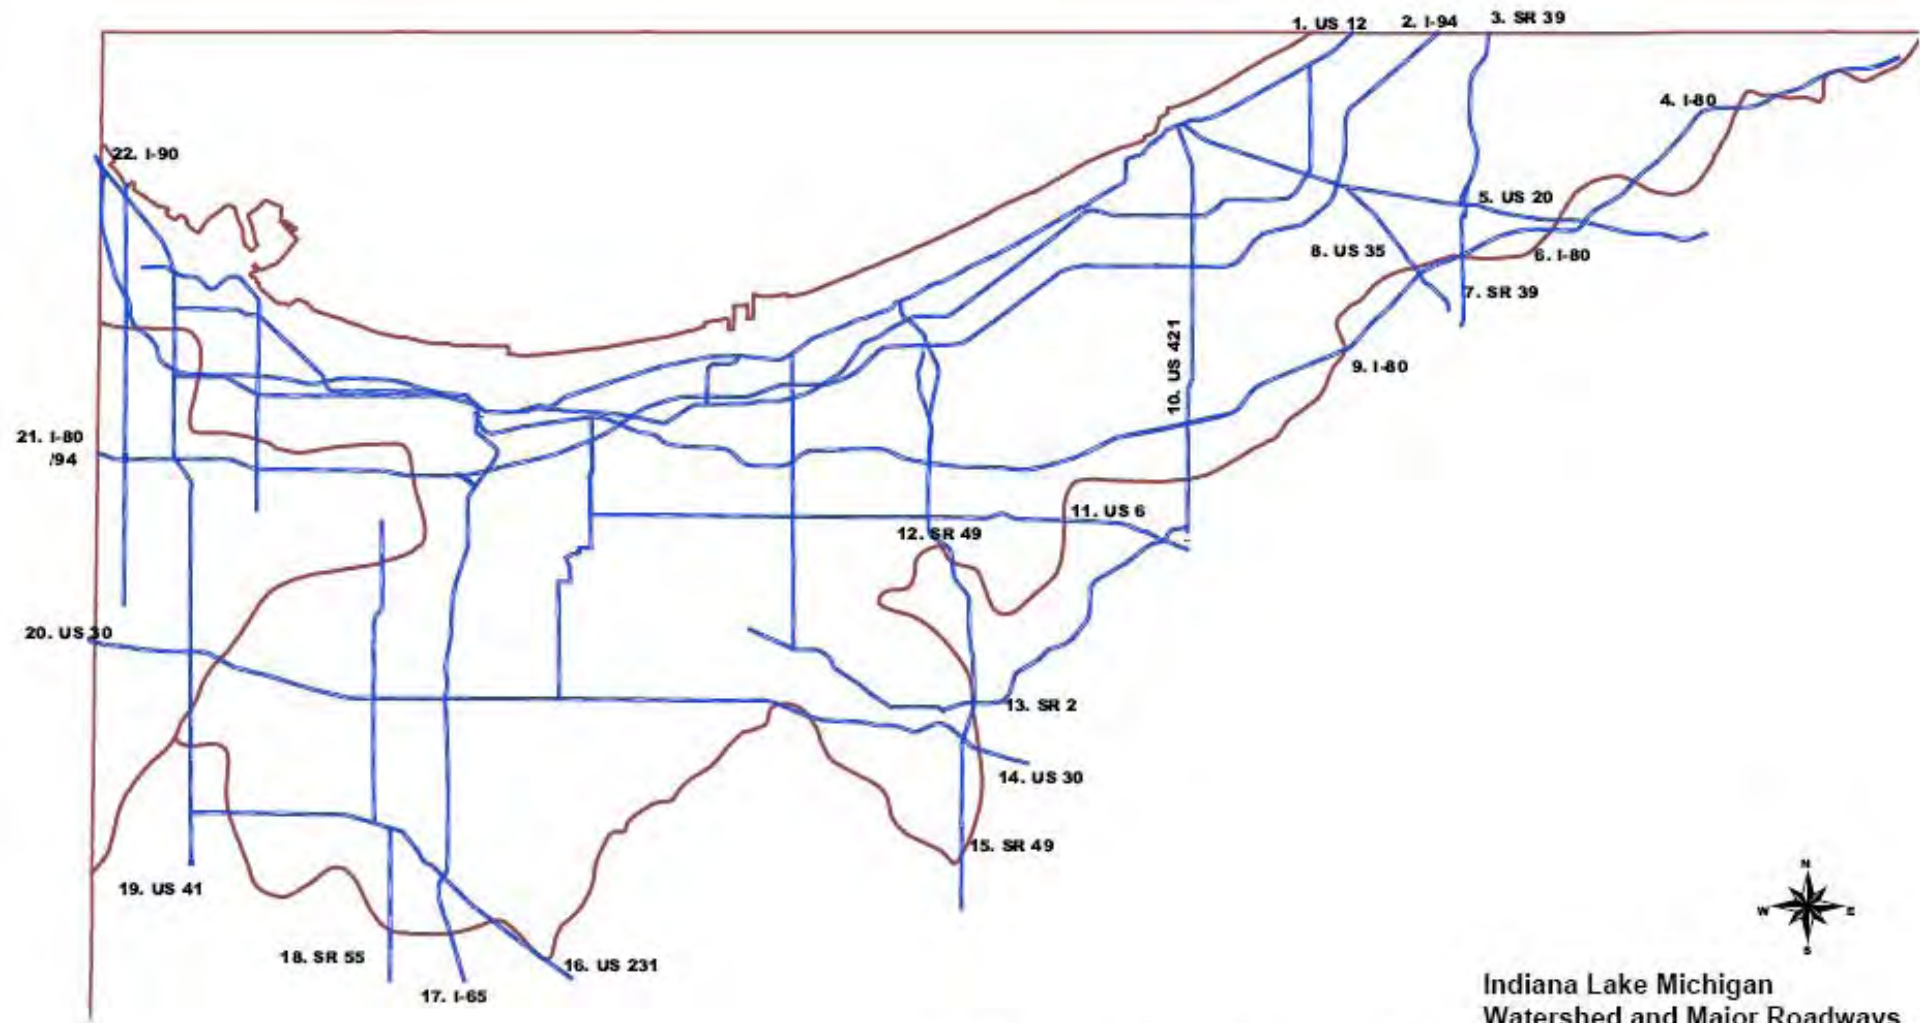 1. US 12
2. I-94
3. SR 39
4. I-80
22. I-90
5. US 20
8. US 35
6. I-80
7. SR 39
10. US 421
9. I-80
21. I-80
/94
11. US 6
12. SR 49
20. US 30
13. SR 2
14. US 30
15. SR 49
19. US 41
18. SR 55
16. US 231
17. I-65
N
W
E
S
Indiana Lake Michigan
Watershed and Major Roadways